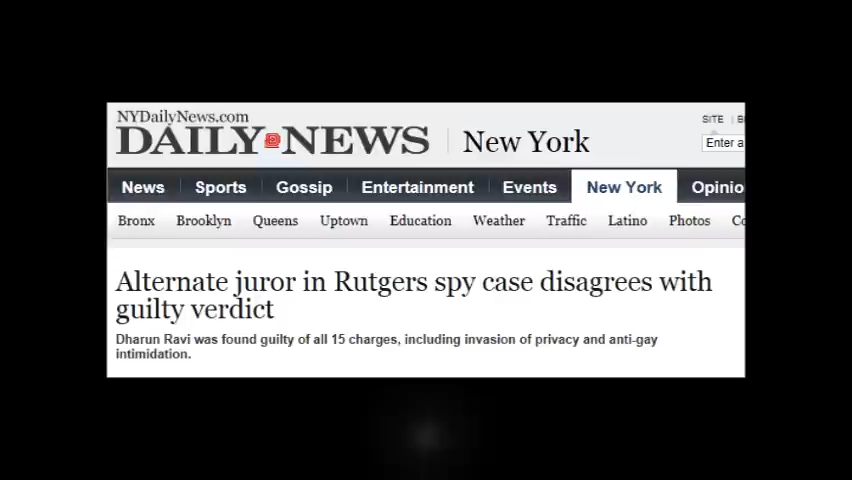 NYDailyNews.com
DAILY NEWS
New York
SITE
Enter a
News Sports Gossip Entertainment Events New York Opinio
Bronx Brooklyn Queens Uptown Education Weather Traffic Latino Photos
Alternate juror in Rutgers spy case disagrees with
guilty verdict
Dharun Ravi was found guilty of all 15 charges, including invasion of privacy and anti-gay
intimidation.